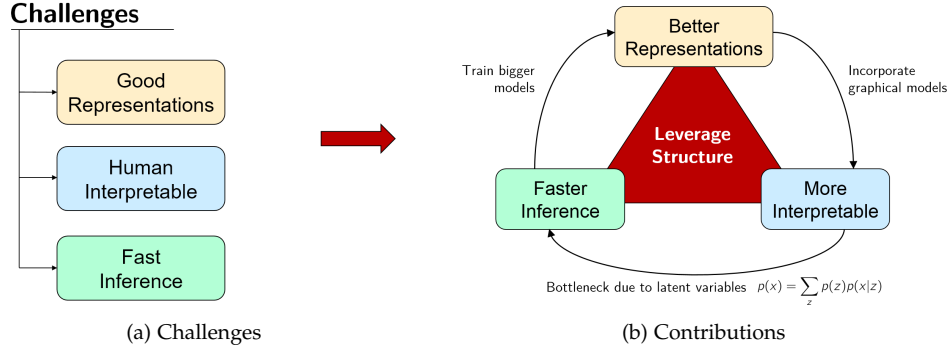 Challenges
Good
Representations
Human
Interpretable
Fast
Inference
(a) Challenges
Better
Representations
Train bigger
models
Incorporate
graphical models
Leverage
Structure
Faster
Inference
More
Interpretable
Bottleneck due to latent variables p(x) = ∑_z p(z)p(x|z)
(b) Contributions